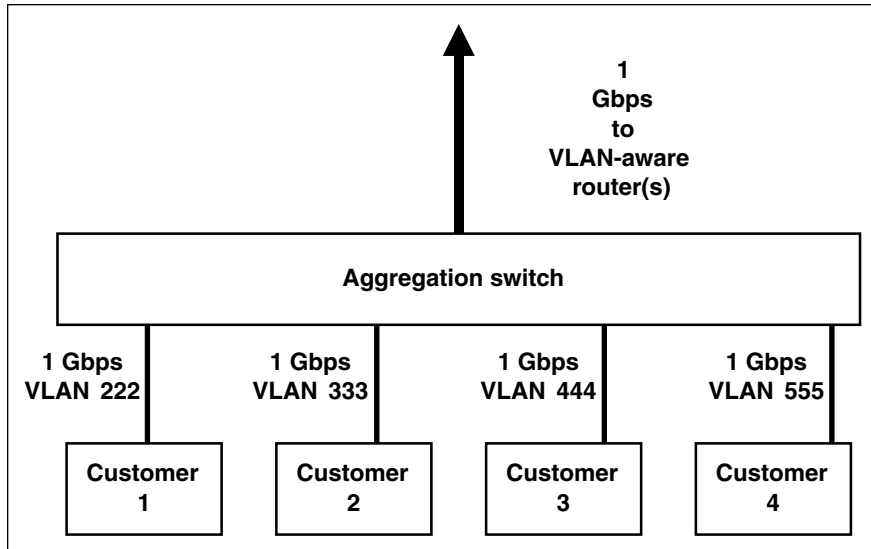 1
Gbps
to
VLAN-aware
router(s)
Aggregation switch
1 Gbps
VLAN 222
1 Gbps
VLAN 333
1 Gbps
VLAN 444
1 Gbps
VLAN 555
Customer
1
Customer
2
Customer
3
Customer
4